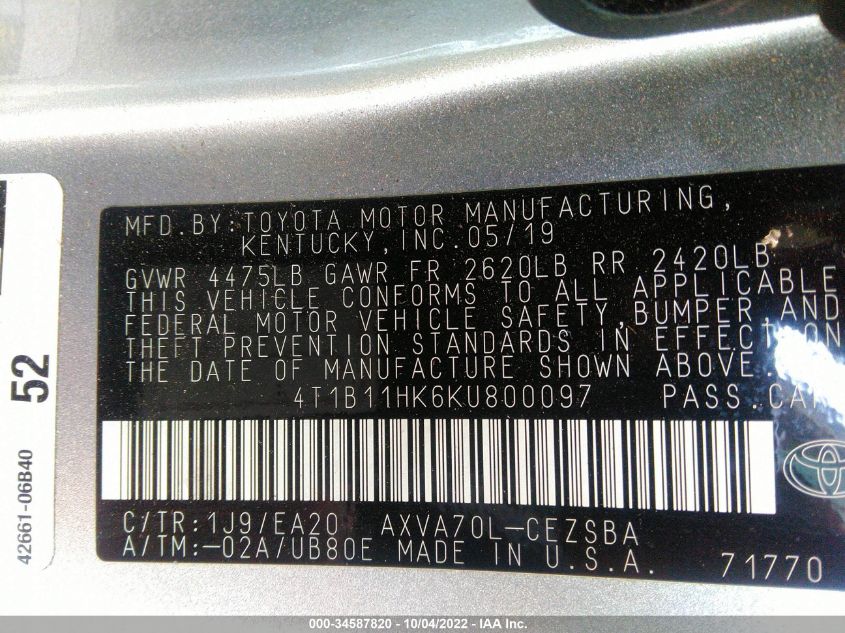 MFD. BY: TOYOTA MOTOR MANUFACTURING,
KENTUCKY, INC. 05/19
GVWR 4475LB GAWR FR 2620LB RR 2420LB
THIS VEHICLE CONFORMS TO ALL APPLICABLE
FEDERAL MOTOR VEHICLE SAFETY, BUMPER AND
THEFT PREVENTION STANDARDS IN EFFECT ON
THE DATE OF MANUFACTURE SHOWN ABOVE.
4T1B11HK6KU800097 PASS. CAR
C/TR: 1J9/EA20 AXVA70L-CEZSBA
A/TM: -02A/UB80E MADE IN U.S.A. 71770
52
42661-06B40
000-34587820 - 10/04/2022 - IAA Inc.